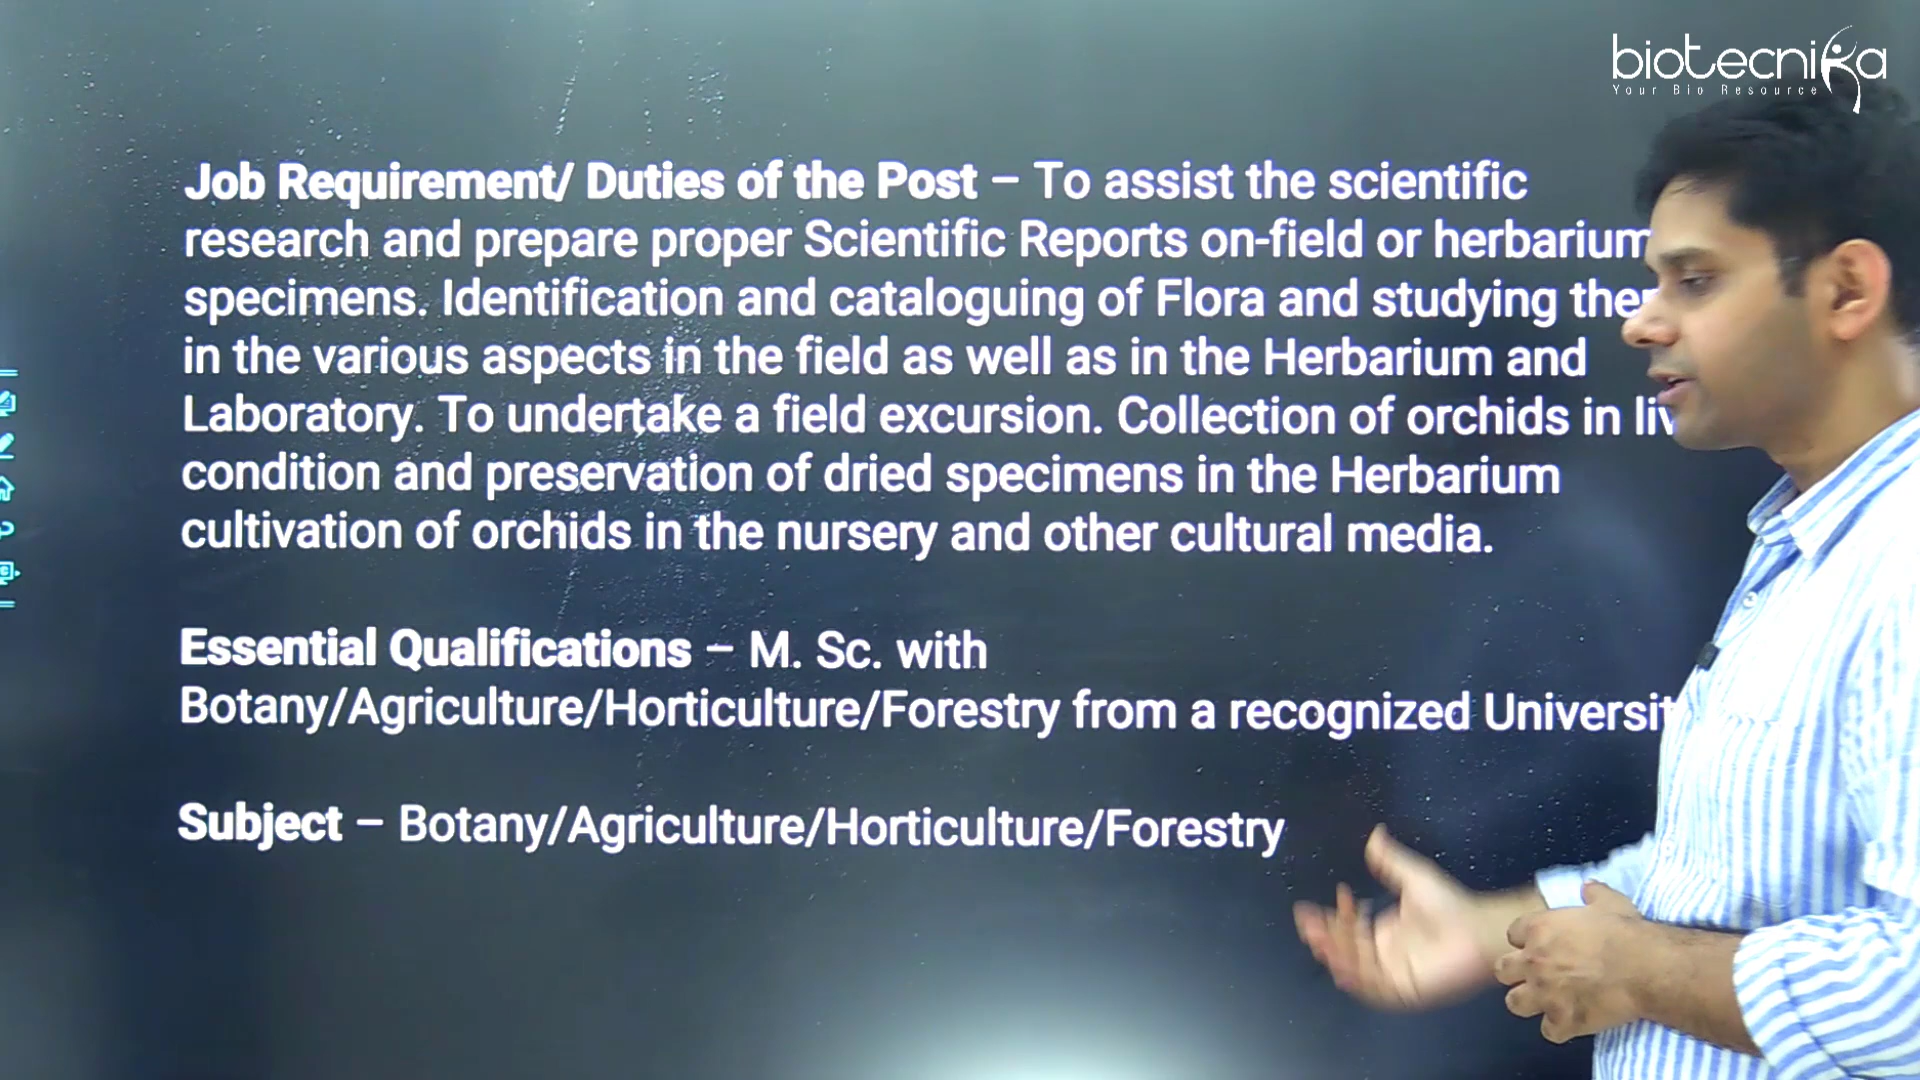 biotecnika
Your Bio Resource
Job Requirement/ Duties of the Post – To assist the scientific
research and prepare proper Scientific Reports on-field or herbarium
specimens. Identification and cataloguing of Flora and studying
in the various aspects in the field as well as in the Herbarium and
Laboratory. To undertake a field excursion. Collection of orchids in
condition and preservation of dried specimens in the Herbarium
cultivation of orchids in the nursery and other cultural media.
Essential Qualifications – M. Sc. with
Botany/Agriculture/Horticulture/Forestry from a recognized
Subject – Botany/Agriculture/Horticulture/Forestry